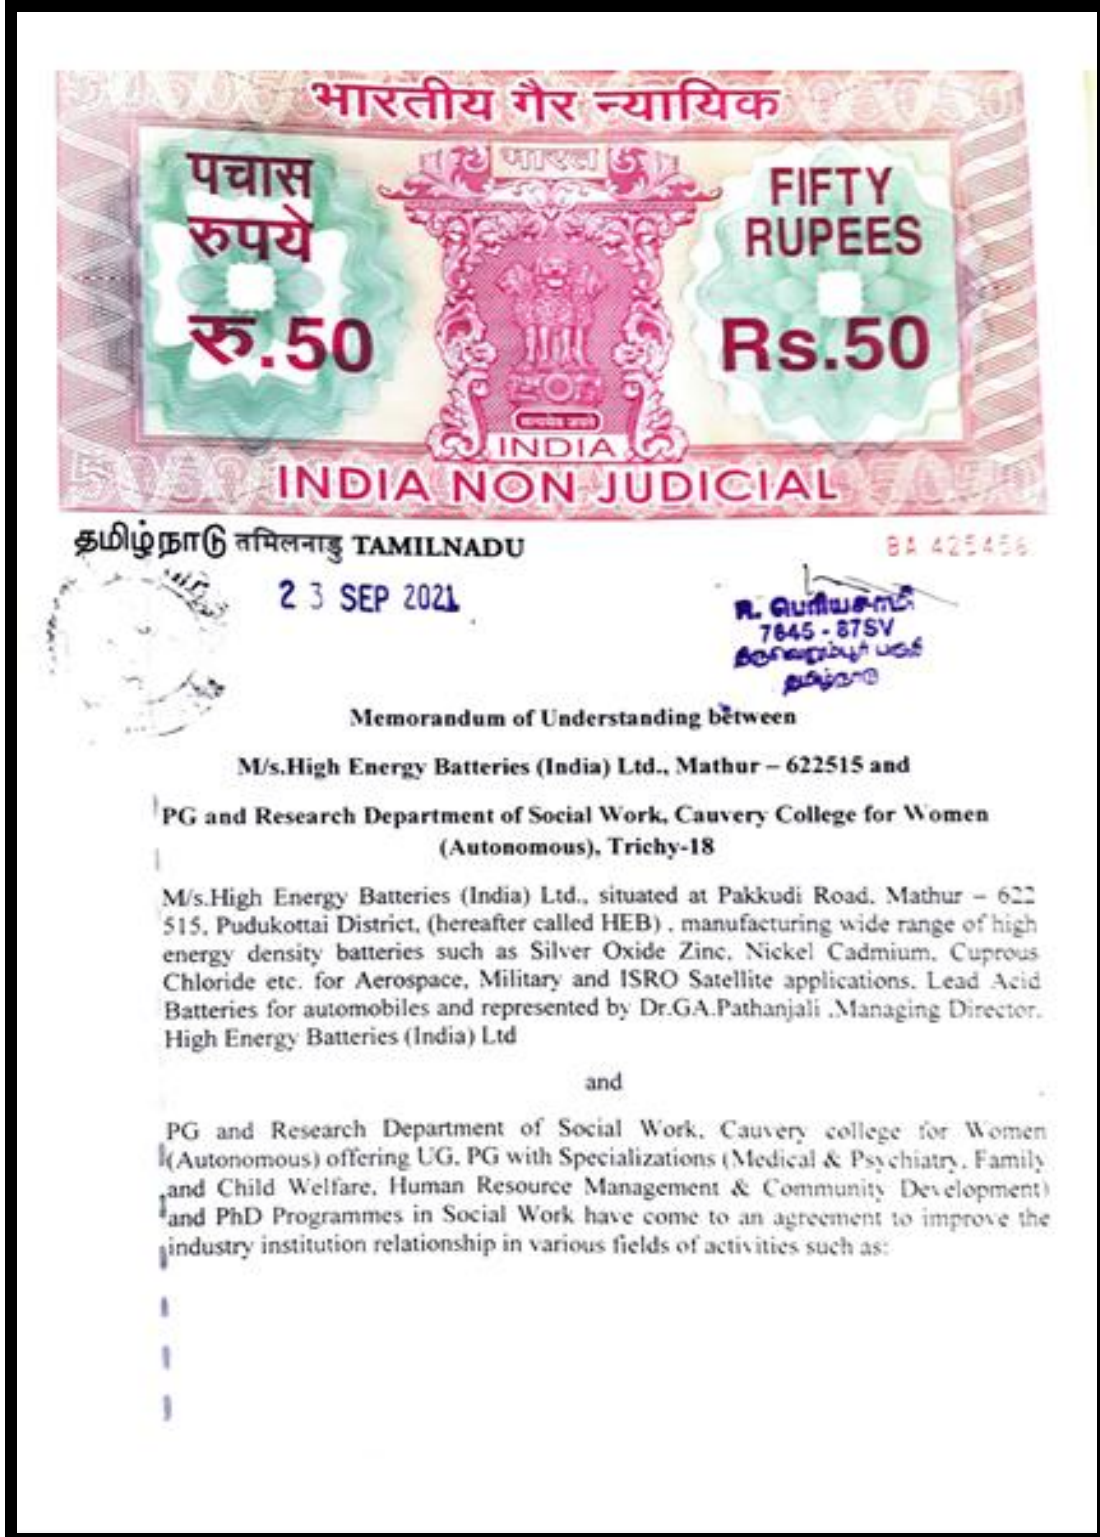 भारतीय गैर न्यायिक
भारत
पचास
रुपये
रु.50
FIFTY
RUPEES
Rs.50
सत्यमेव जयते
INDIA
INDIA NON JUDICIAL
தமிழ்நாடு तमिलनाडु TAMILNADU
BA 425456
23 SEP 2021
R. பெரியசாமி
7845 - 87SV
திருவெறும்பூர் பகுதி
தமிழ்நாடு
Memorandum of Understanding between
M/s.High Energy Batteries (India) Ltd., Mathur – 622515 and
PG and Research Department of Social Work, Cauvery College for Women
(Autonomous), Trichy-18
M/s.High Energy Batteries (India) Ltd., situated at Pakkudi Road, Mathur – 622
515, Pudukottai District, (hereafter called HEB) , manufacturing wide range of high
energy density batteries such as Silver Oxide Zinc, Nickel Cadmium, Cuprous
Chloride etc. for Aerospace, Military and ISRO Satellite applications, Lead Acid
Batteries for automobiles and represented by Dr.GA.Pathanjali .Managing Director,
High Energy Batteries (India) Ltd
and
PG and Research Department of Social Work, Cauvery college for Women
(Autonomous) offering UG, PG with Specializations (Medical & Psychiatry, Family
and Child Welfare, Human Resource Management & Community Development)
and PhD Programmes in Social Work have come to an agreement to improve the
industry institution relationship in various fields of activities such as: